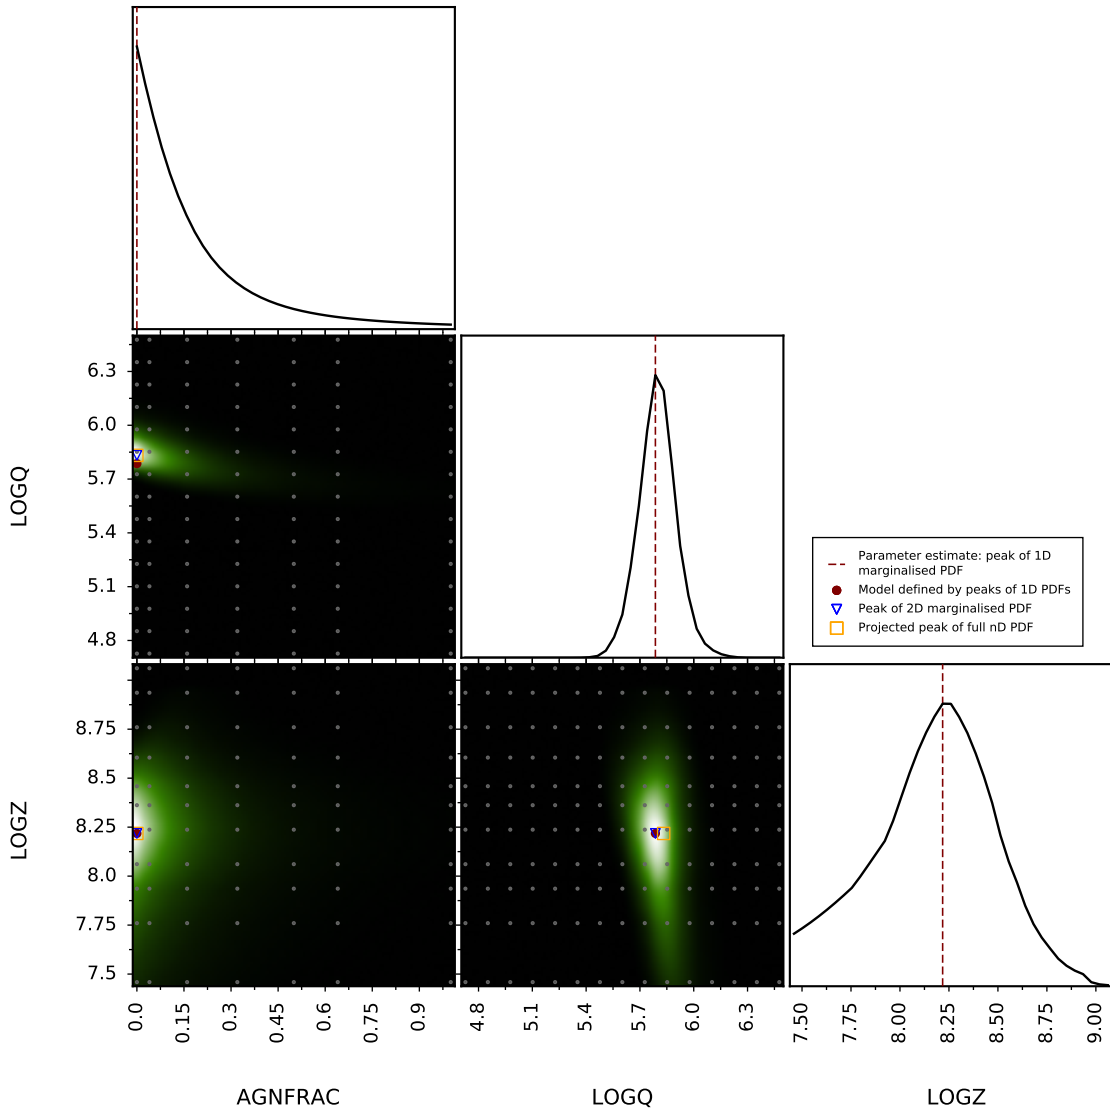 6.3
6.0
5.7
5.4
5.1
4.8
LOGQ
Parameter estimate: peak of 1D
marginalised PDF
Model defined by peaks of 1D PDFs
Peak of 2D marginalised PDF
Projected peak of full nD PDF
8.75
8.5
8.25
8.0
7.75
7.5
LOGZ
0.0 0.15 0.3 0.45 0.6 0.75 0.9
4.8 5.1 5.4 5.7 6.0 6.3
7.50 7.75 8.00 8.25 8.50 8.75 9.00
AGNFRAC LOGQ LOGZ